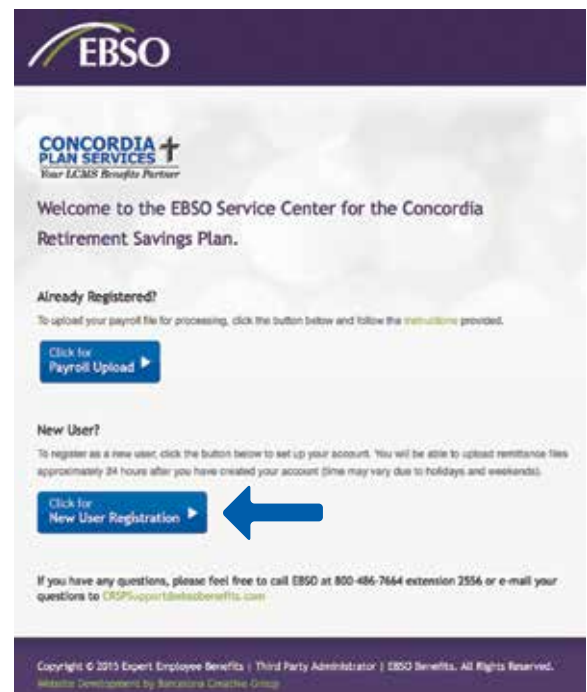 EBSO
CONCORDIA
PLAN SERVICES
Your LCMS Benefits Partner
Welcome to the EBSO Service Center for the Concordia
Retirement Savings Plan.
Already Registered?
To upload your payroll file for processing, click the button below and follow the instructions provided.
Click for
Payroll Upload
New User?
To register as a new user, click the button below to set up your account. You will be able to upload remittance files
approximately 24 hours after you have created your account (time may vary due to holidays and weekends).
Click for
New User Registration
If you have any questions, please feel free to call EBSO at 800-486-7664 extension 2556 or e-mail your
questions to CRSPSupport@ebsobenefits.com
Copyright © 2015 Expert Employee Benefits | Third Party Administrator | EBSO Benefits. All Rights Reserved.
Website Development by Barcelona Creative Group